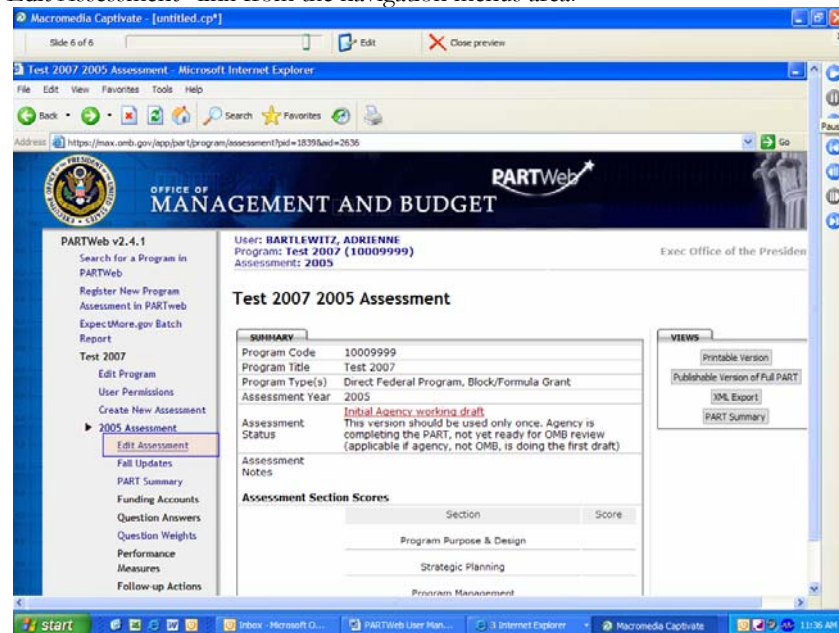 "Edit Assessment" link from the navigation menus area.
Macromedia Captivate - [untitled.cp*]
Slide 6 of 6 Edit Close preview
Test 2007 2005 Assessment - Microsoft Internet Explorer
File Edit View Favorites Tools Help
Back Search Favorites
Paus
Address https://max.omb.gov/app/part/program/assessment?pid=1839&aid=2636 Go
OFFICE OF
MANAGEMENT AND BUDGET
PARTWeb
PARTWeb v2.4.1
Search for a Program in
PARTWeb
Register New Program
Assessment in PARTweb
ExpectMore.gov Batch
Report
Test 2007
Edit Program
User Permissions
Create New Assessment
2005 Assessment
Edit Assessment
Fall Updates
PART Summary
Funding Accounts
Question Answers
Question Weights
Performance
Measures
Follow-up Actions
User: BARTLEWITZ, ADRIENNE
Program: Test 2007 (10009999)
Assessment: 2005
Exec Office of the Presiden
Test 2007 2005 Assessment
SUMMARY
Program Code 10009999
Program Title Test 2007
Program Type(s) Direct Federal Program, Block/Formula Grant
Assessment Year 2005
Assessment
Status
Initial Agency working draft
This version should be used only once. Agency is
completing the PART, not yet ready for OMB review
(applicable if agency, not OMB, is doing the first draft)
Assessment
Notes
Assessment Section Scores
Section Score
Program Purpose & Design
Strategic Planning
Program Management
VIEWS
Printable Version
Publishable Version of Full PART
XML Export
PART Summary
start Inbox - Microsoft O... PARTWeb User Man... 3 Internet Explorer Macromedia Captivate 11:36 AM